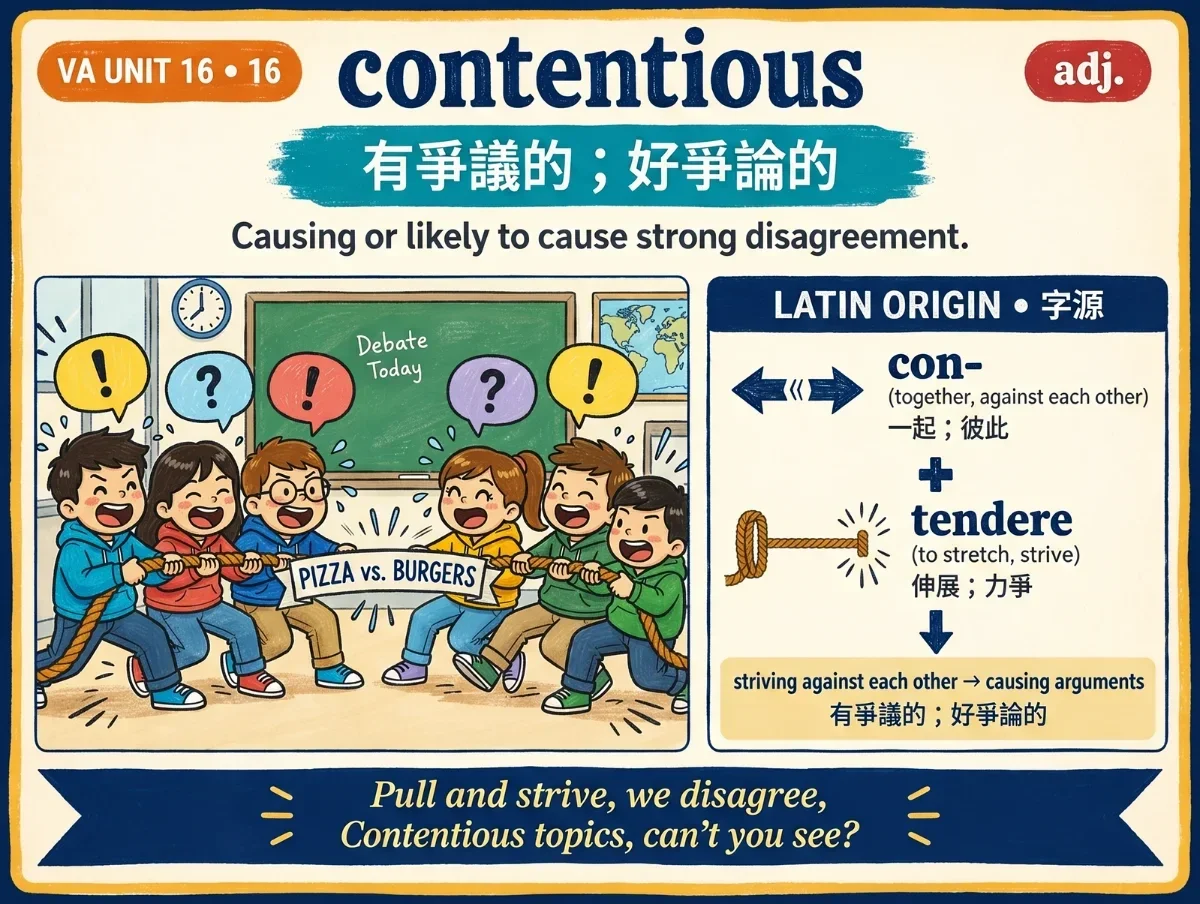 VA UNIT 16 • 16
contentious
adj.
有爭議的；好爭論的
Causing or likely to cause strong disagreement.
!
?
!
?
!
Debate
Today
PIZZA vs. BURGERS
LATIN ORIGIN • 字源
con-
(together, against each other)
一起；彼此
tendere
(to stretch, strive)
伸展；力爭
striving against each other → causing arguments
有爭議的；好爭論的
Pull and strive, we disagree,
Contentious topics, can't you see?